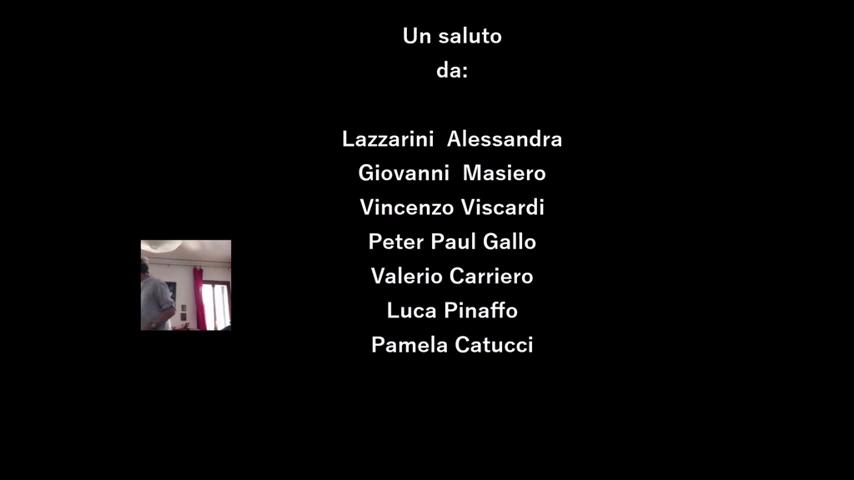 Un saluto
da:
Lazzarini Alessandra
Giovanni Masiero
Vincenzo Viscardi
Peter Paul Gallo
Valerio Carriero
Luca Pinaffo
Pamela Catucci